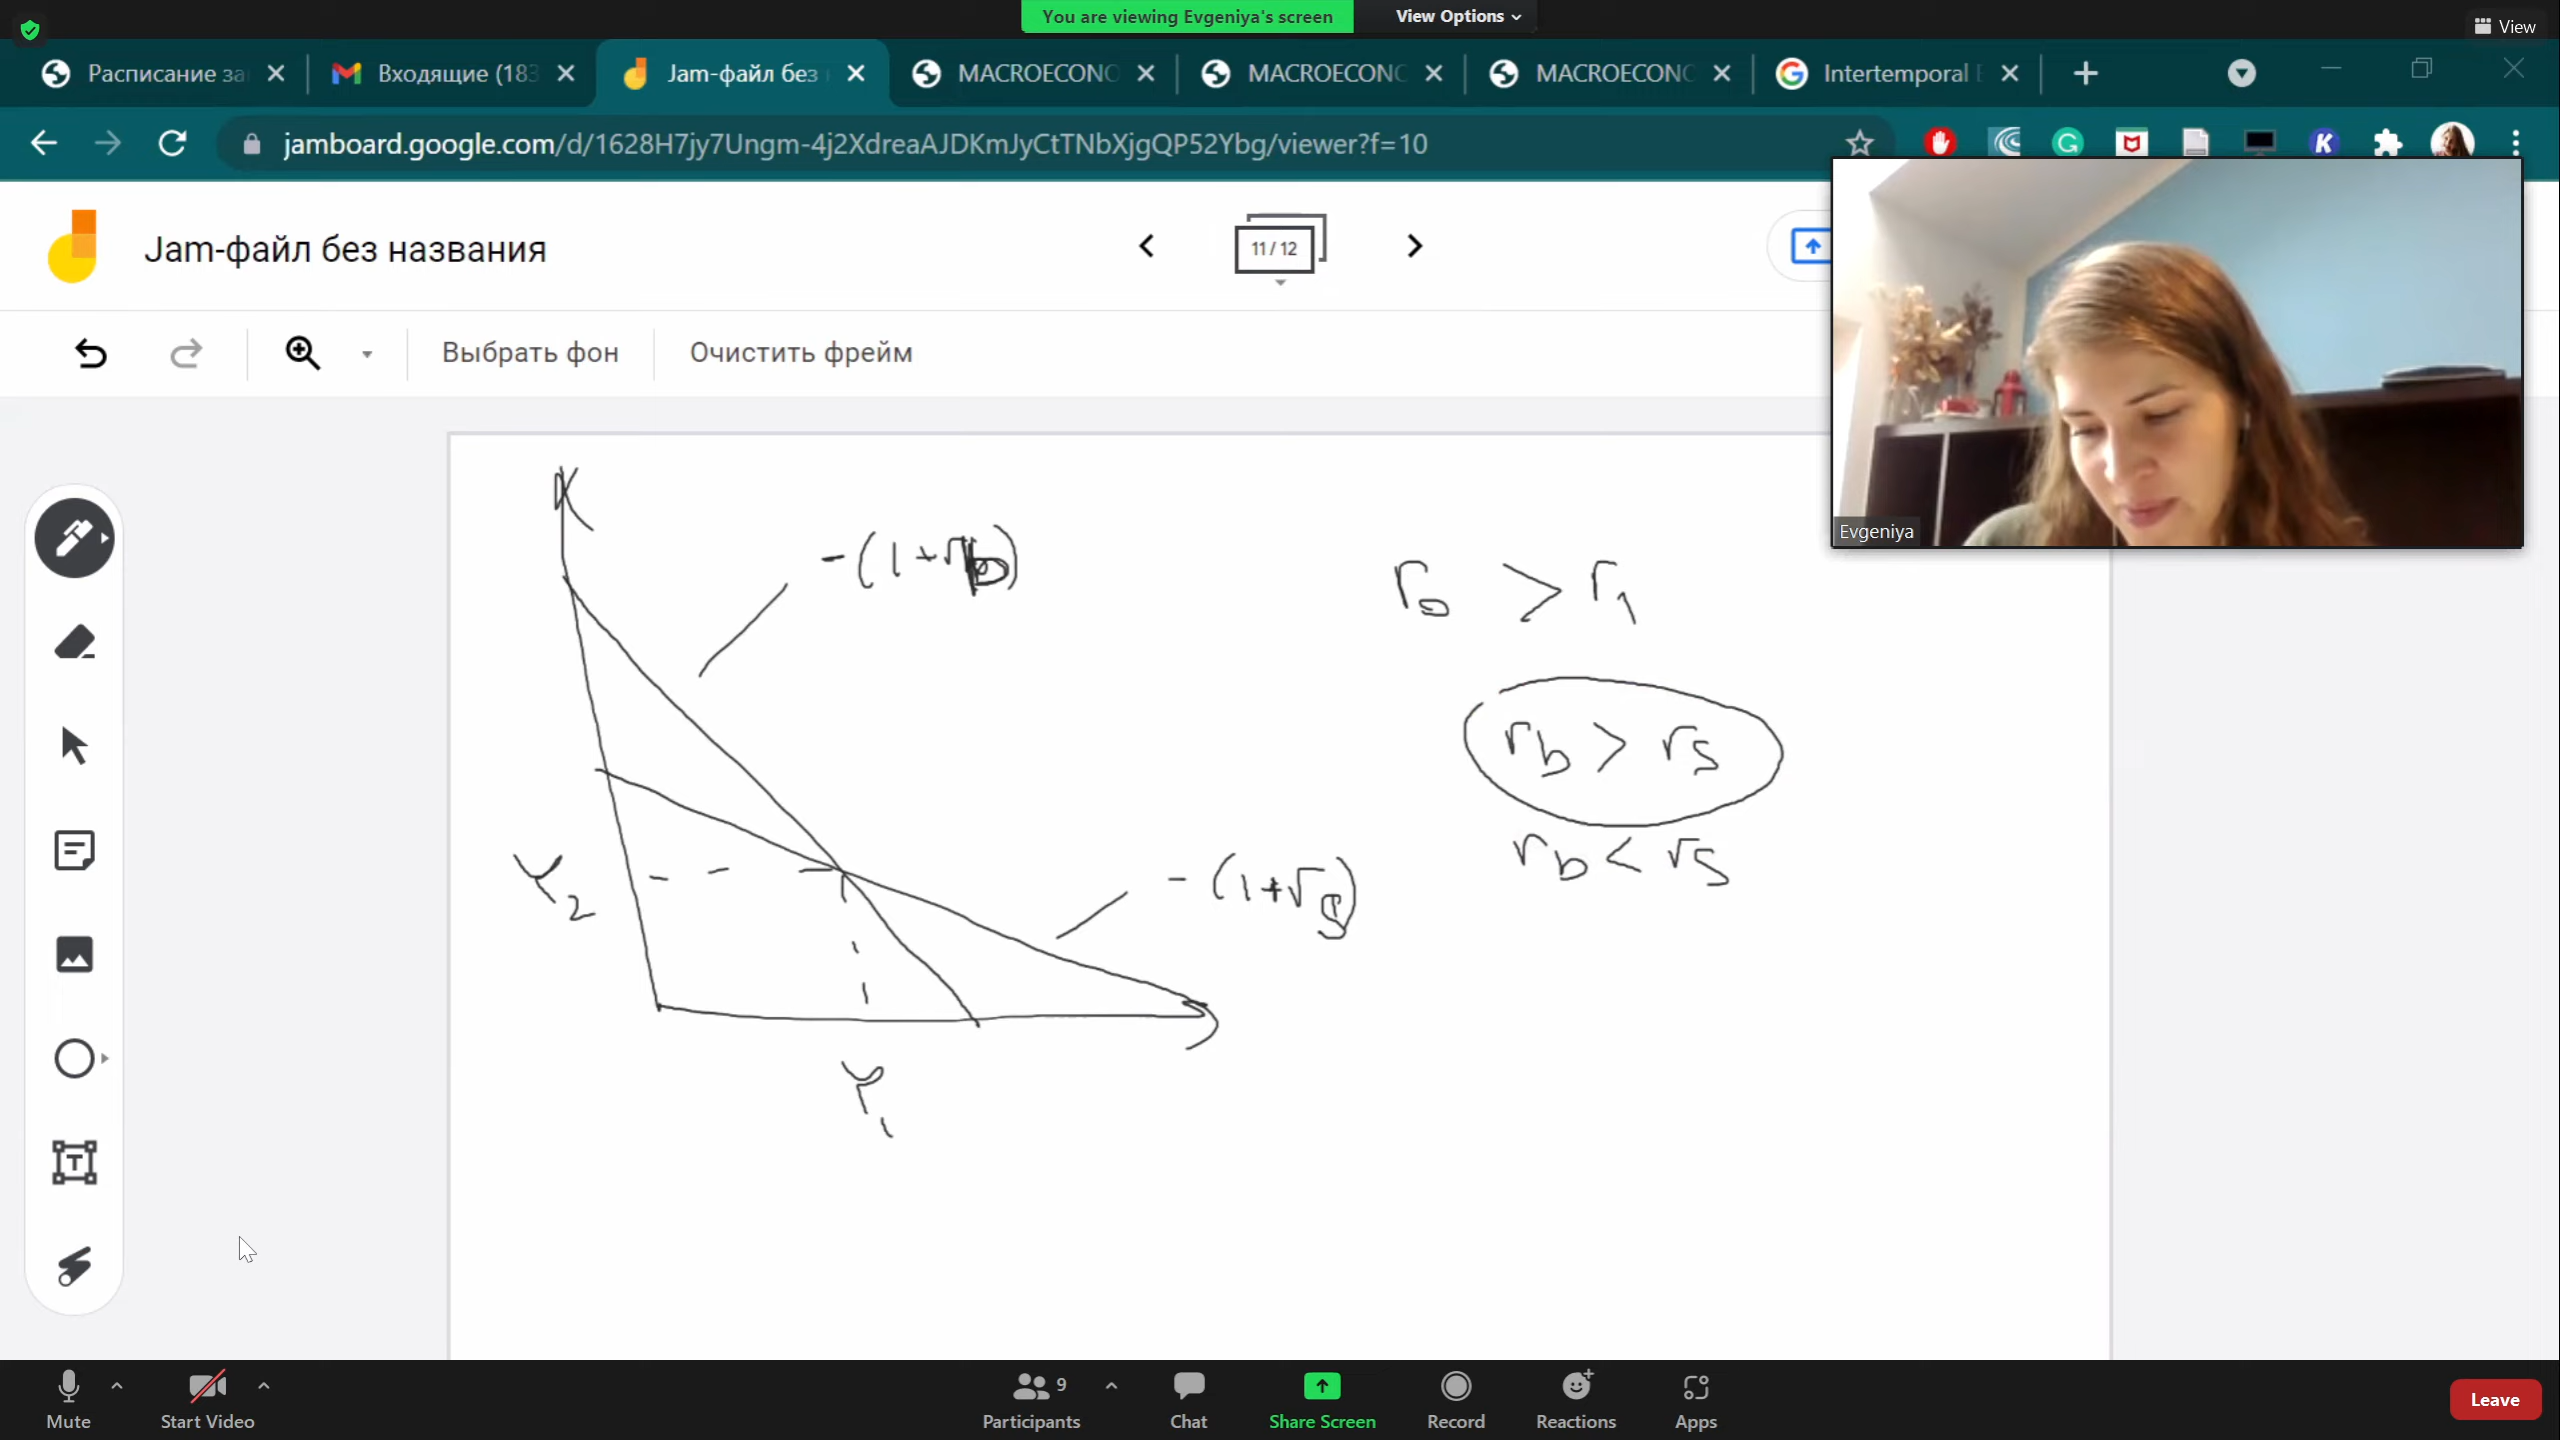 You are viewing Evgeniya's screen
View Options
View
Расписание за
Входящие (183
Jam-файл без
MACROECONO
MACROECONO
MACROECONO
Intertemporal
jamboard.google.com/d/1628H7jy7Ungm-4j2XdreaAJDKmJyCtTNbXjgQP52Ybg/viewer?f=10
Jam-файл без названия
11 / 12
Выбрать фон
Очистить фрейм
Evgeniya
-(1+rb)
r0 > r1
rb > rs
rb < rs
Y2
-(1+rs)
Y1
9
Mute
Start Video
Participants
Chat
Share Screen
Record
Reactions
Apps
Leave